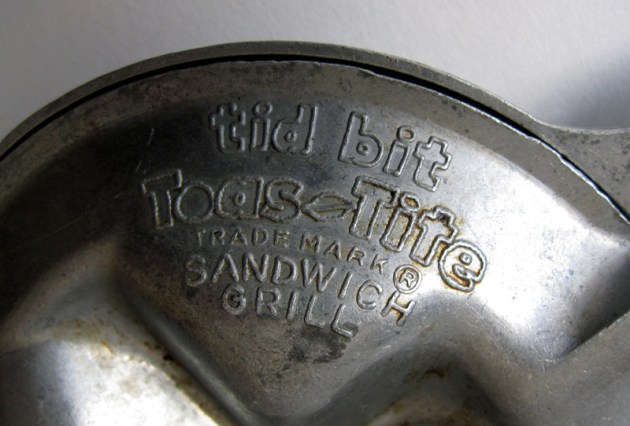 tid bit
Toas-Tite
TRADE MARK ®
SANDWICH
GRILL